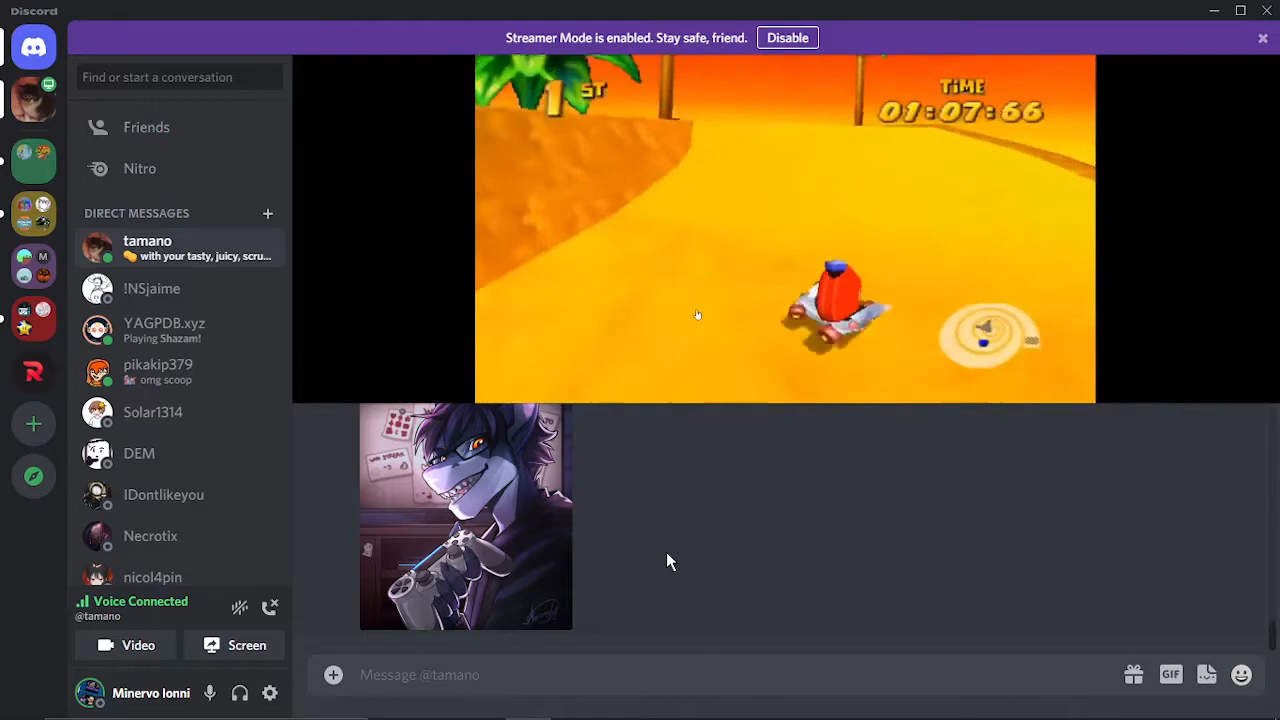 Discord
Streamer Mode is enabled. Stay safe, friend.
Disable
Find or start a conversation
Friends
Nitro
DIRECT MESSAGES
tamano
with your tasty, juicy, scru...
!NSjaime
YAGPDB.xyz
Playing Shazam!
pikakip379
omg scoop
Solar1314
DEM
IDontlikeyou
Necrotix
nicol4pin
Voice Connected
@tamano
Video
Screen
Minervo Ionni
1 ST
TIME
01:07:66
M
Message @tamano
GIF